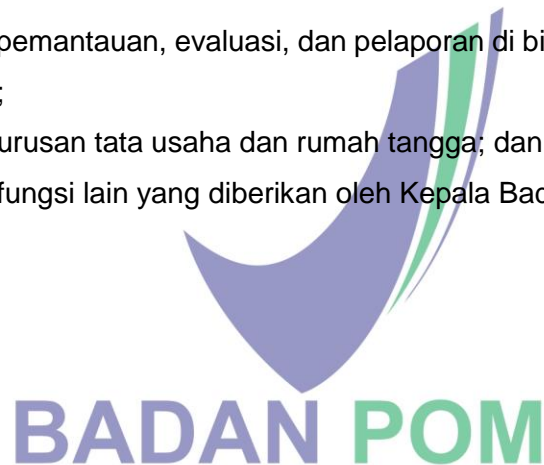 pemantauan, evaluasi, dan pelaporan di bi
;
urusan tata usaha dan rumah tangga; dan
fungsi lain yang diberikan oleh Kepala Bad
BADAN POM